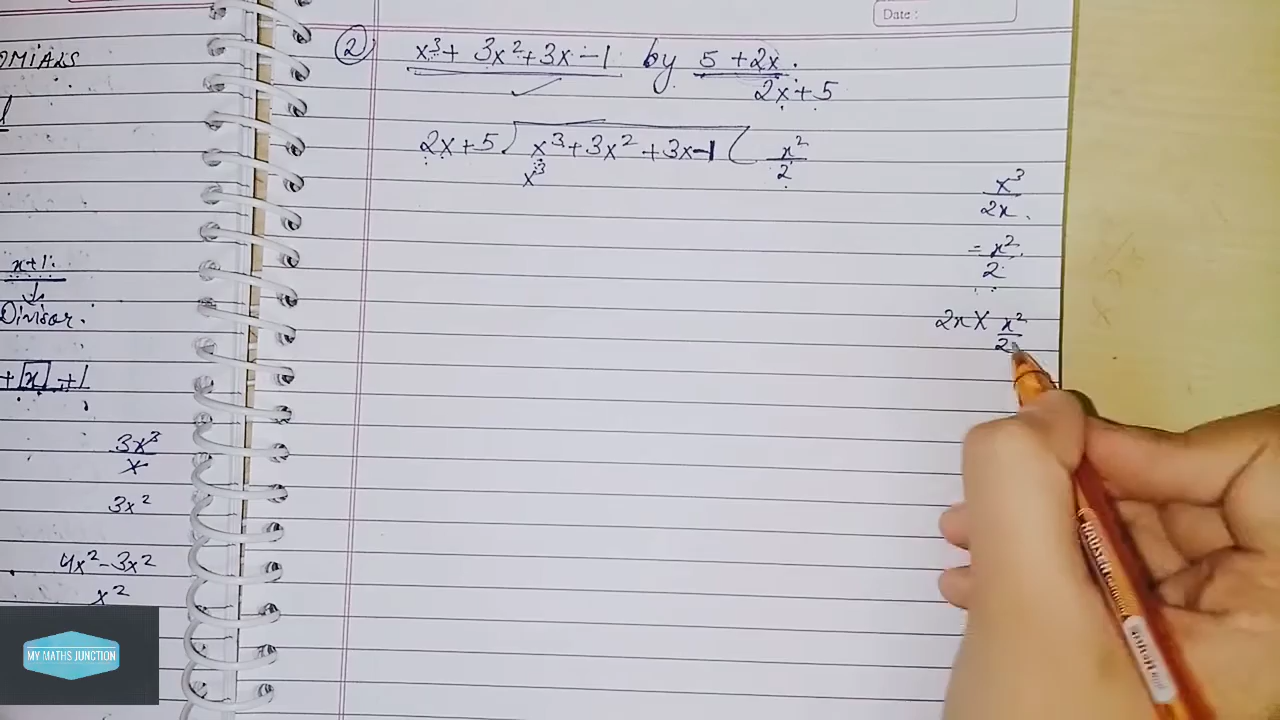 Date :
② x³ + 3x² + 3x - 1 by 5 + 2x.
2x + 5
2x + 5 ) x³ + 3x² + 3x - 1 ( x²/2
x³
x³/2x
= x²/2
2x × x²/2
OMIALS
x+1
Divisor.
+ x + 1
3x³/x
3x²
4x² - 3x²
x²
MY MATHS JUNCTION
HAUSER